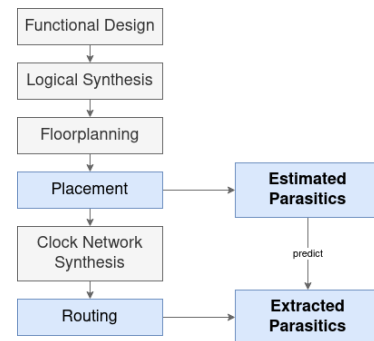 Functional Design
Logical Synthesis
Floorplanning
Placement
Estimated
Parasitics
Clock Network
Synthesis
predict
Routing
Extracted
Parasitics